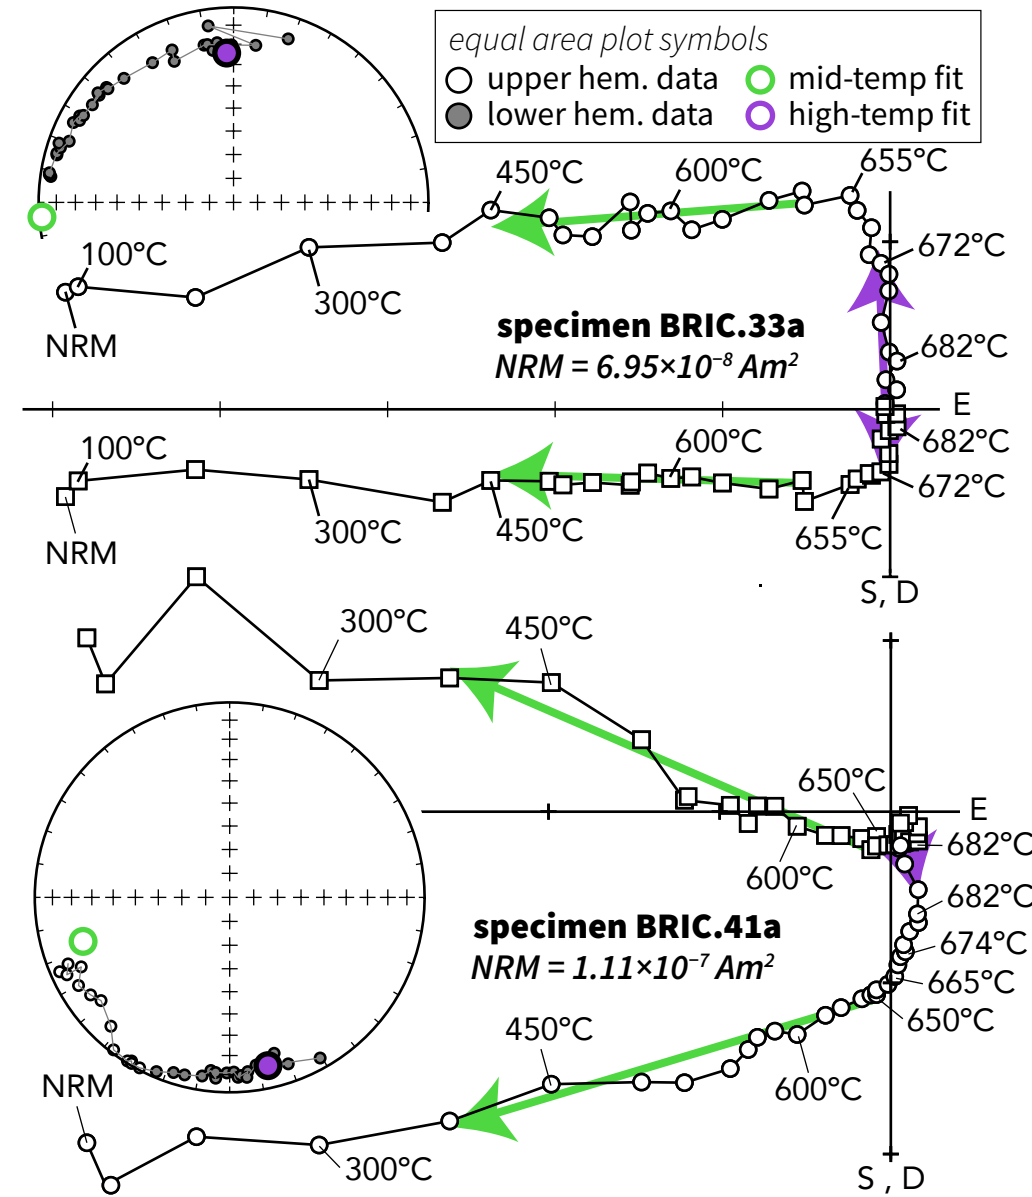 equal area plot symbols
upper hem. data
mid-temp fit
lower hem. data
high-temp fit
655°C
450°C
600°C
672°C
100°C
300°C
NRM
specimen BRIC.33a
NRM = 6.95×10⁻⁸ Am²
682°C
E
100°C
600°C
682°C
672°C
300°C
450°C
655°C
NRM
S, D
300°C
450°C
650°C
E
682°C
600°C
682°C
specimen BRIC.41a
NRM = 1.11×10⁻⁷ Am²
674°C
665°C
650°C
450°C
600°C
NRM
300°C
S, D